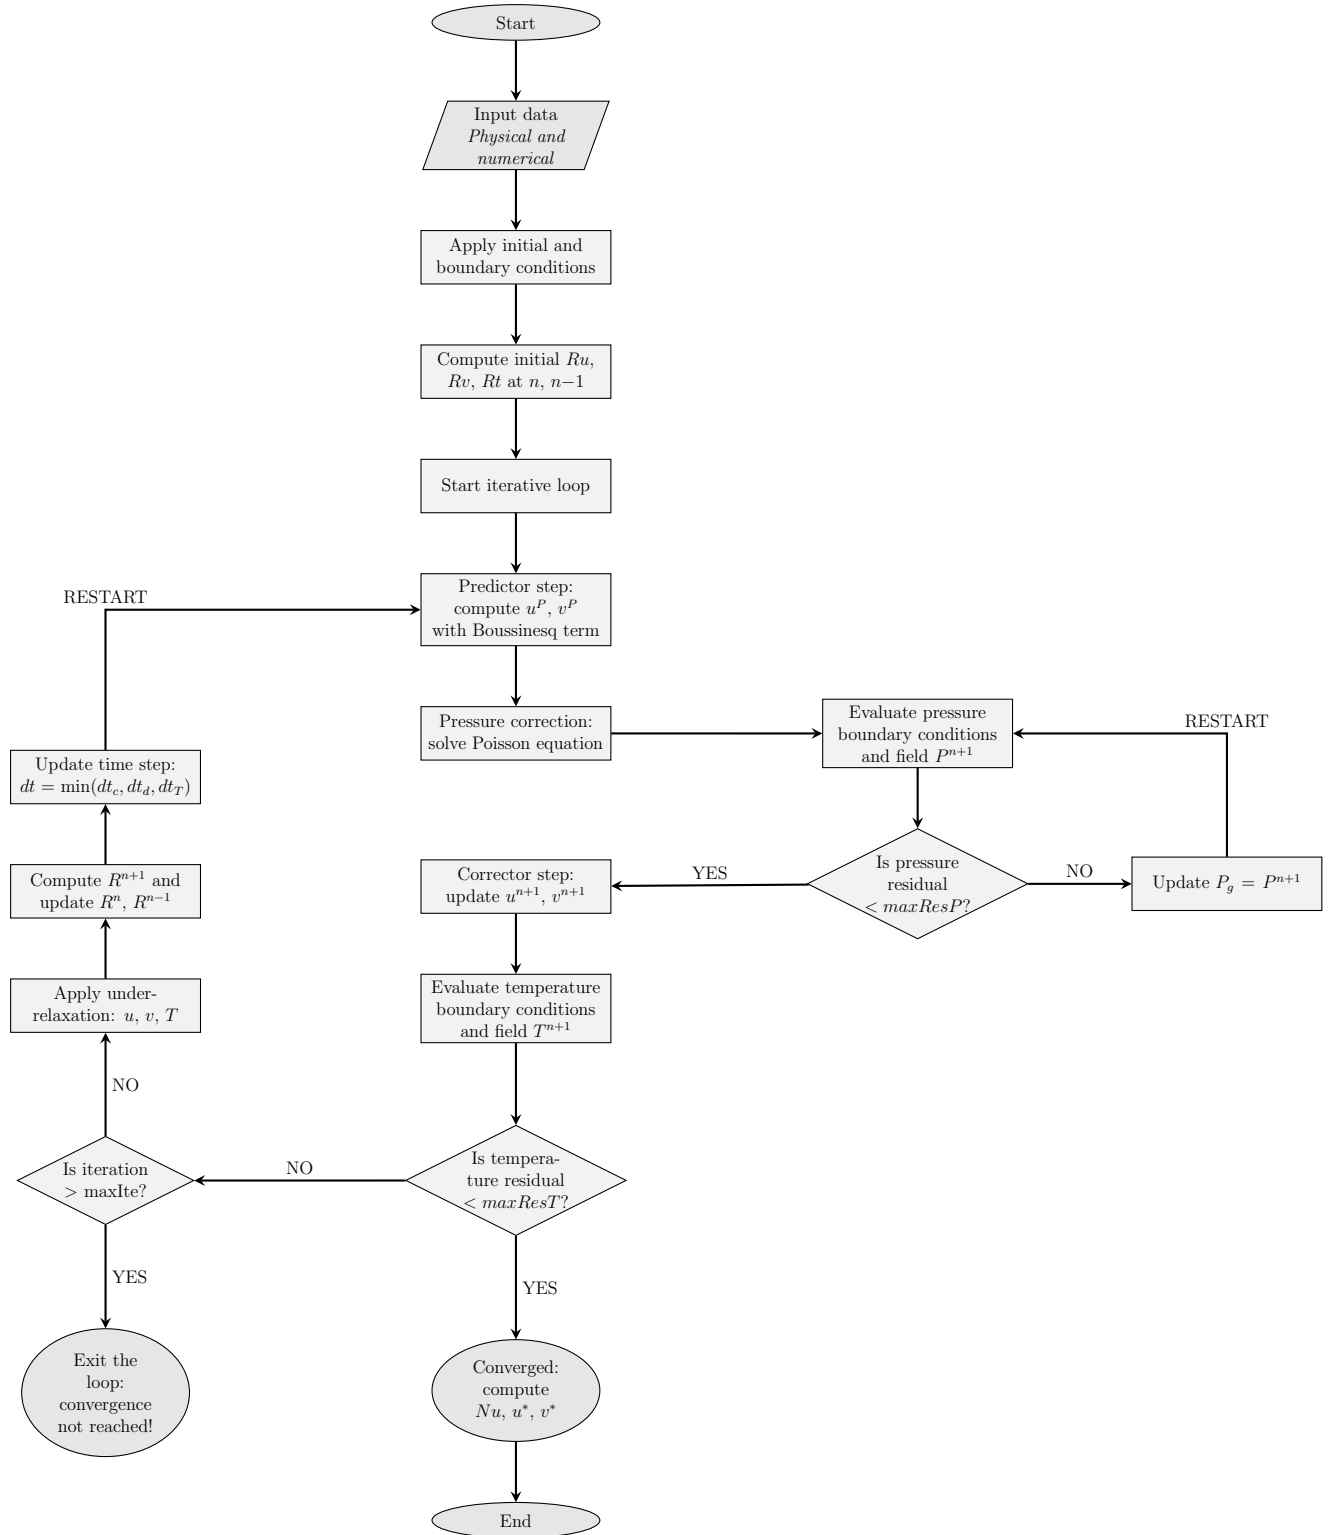 Start
Input data
Physical and
numerical
Apply initial and
boundary conditions
Compute initial Ru,
Rv, Rt at n, n−1
Start iterative loop
RESTART
Predictor step:
compute u^P, v^P
with Boussinesq term
Pressure correction:
solve Poisson equation
Evaluate pressure
boundary conditions
and field P^{n+1}
RESTART
Is pressure
residual
< maxResP?
NO
Update P_g = P^{n+1}
YES
Corrector step:
update u^{n+1}, v^{n+1}
Evaluate temperature
boundary conditions
and field T^{n+1}
Is tempera-
ture residual
< maxResT?
NO
Is iteration
> maxIte?
NO
Apply under-
relaxation: u, v, T
Compute R^{n+1} and
update R^n, R^{n−1}
Update time step:
dt = min(dt_c, dt_d, dt_T)
YES
Exit the
loop:
convergence
not reached!
YES
Converged:
compute
Nu, u*, v*
End